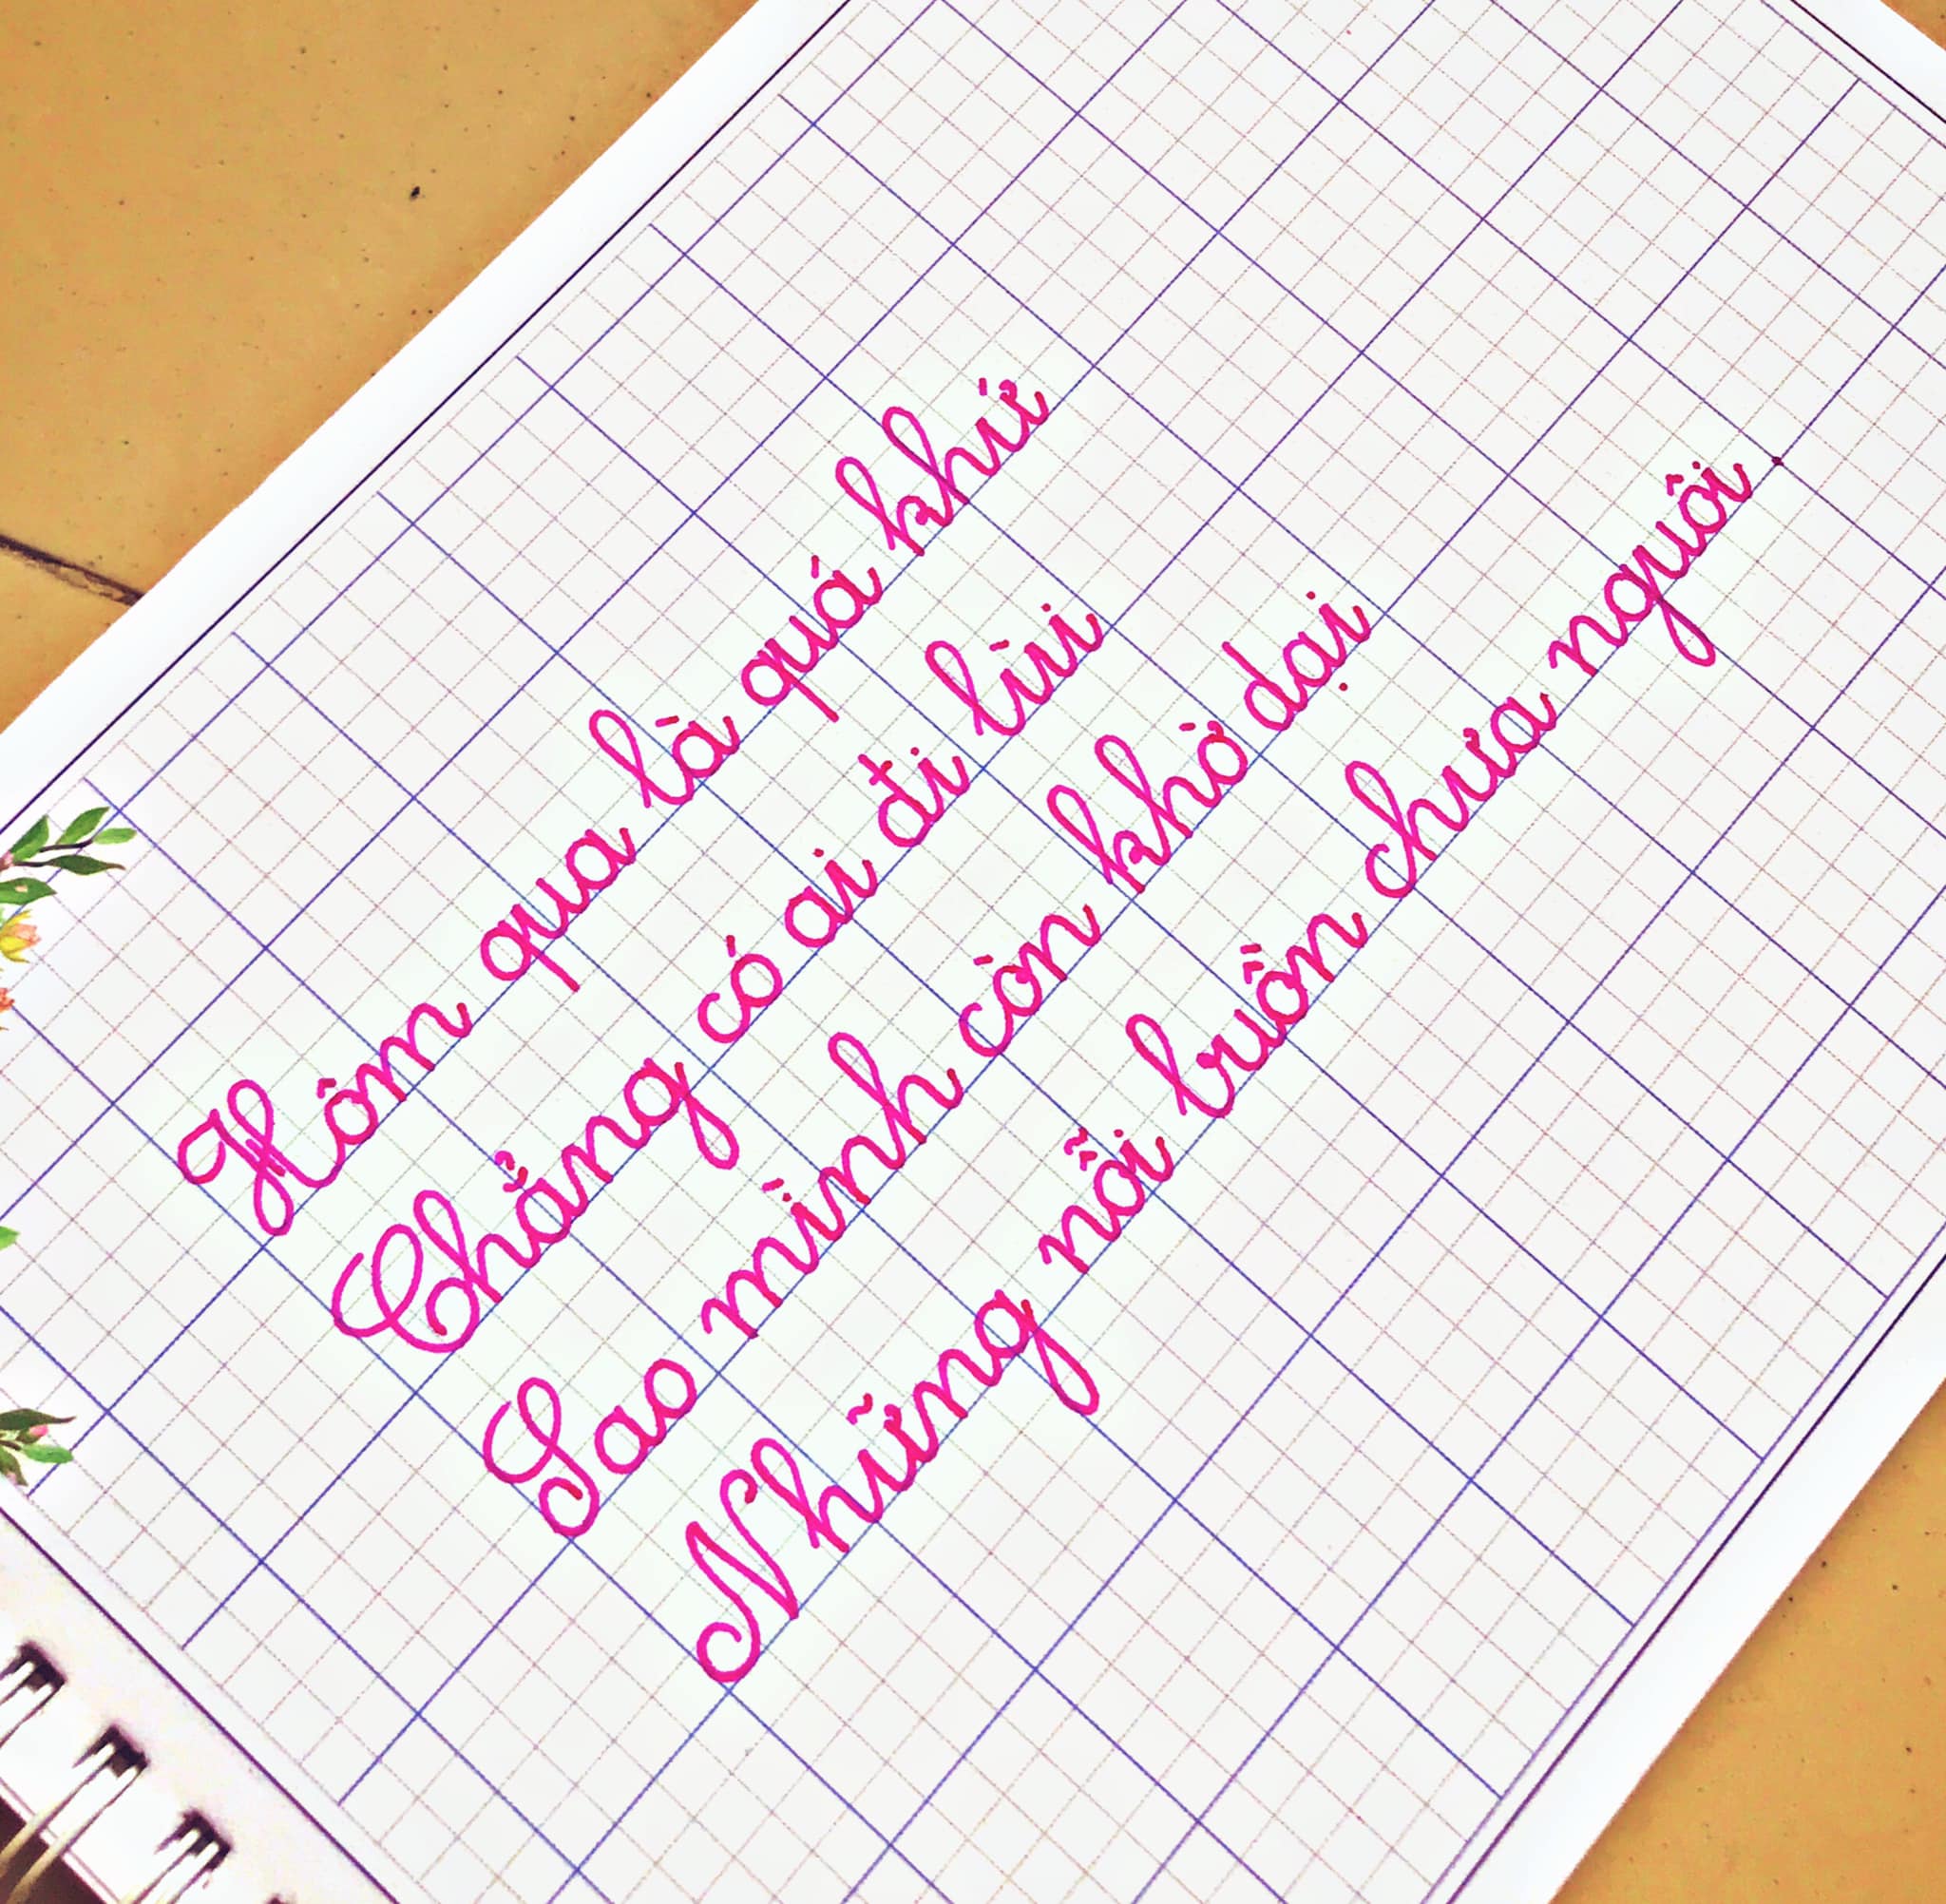 Hôm qua là quá khứ
Chẳng có ai đi lùi
Sao mình còn khờ dại
Những nỗi buồn chưa nguôi.